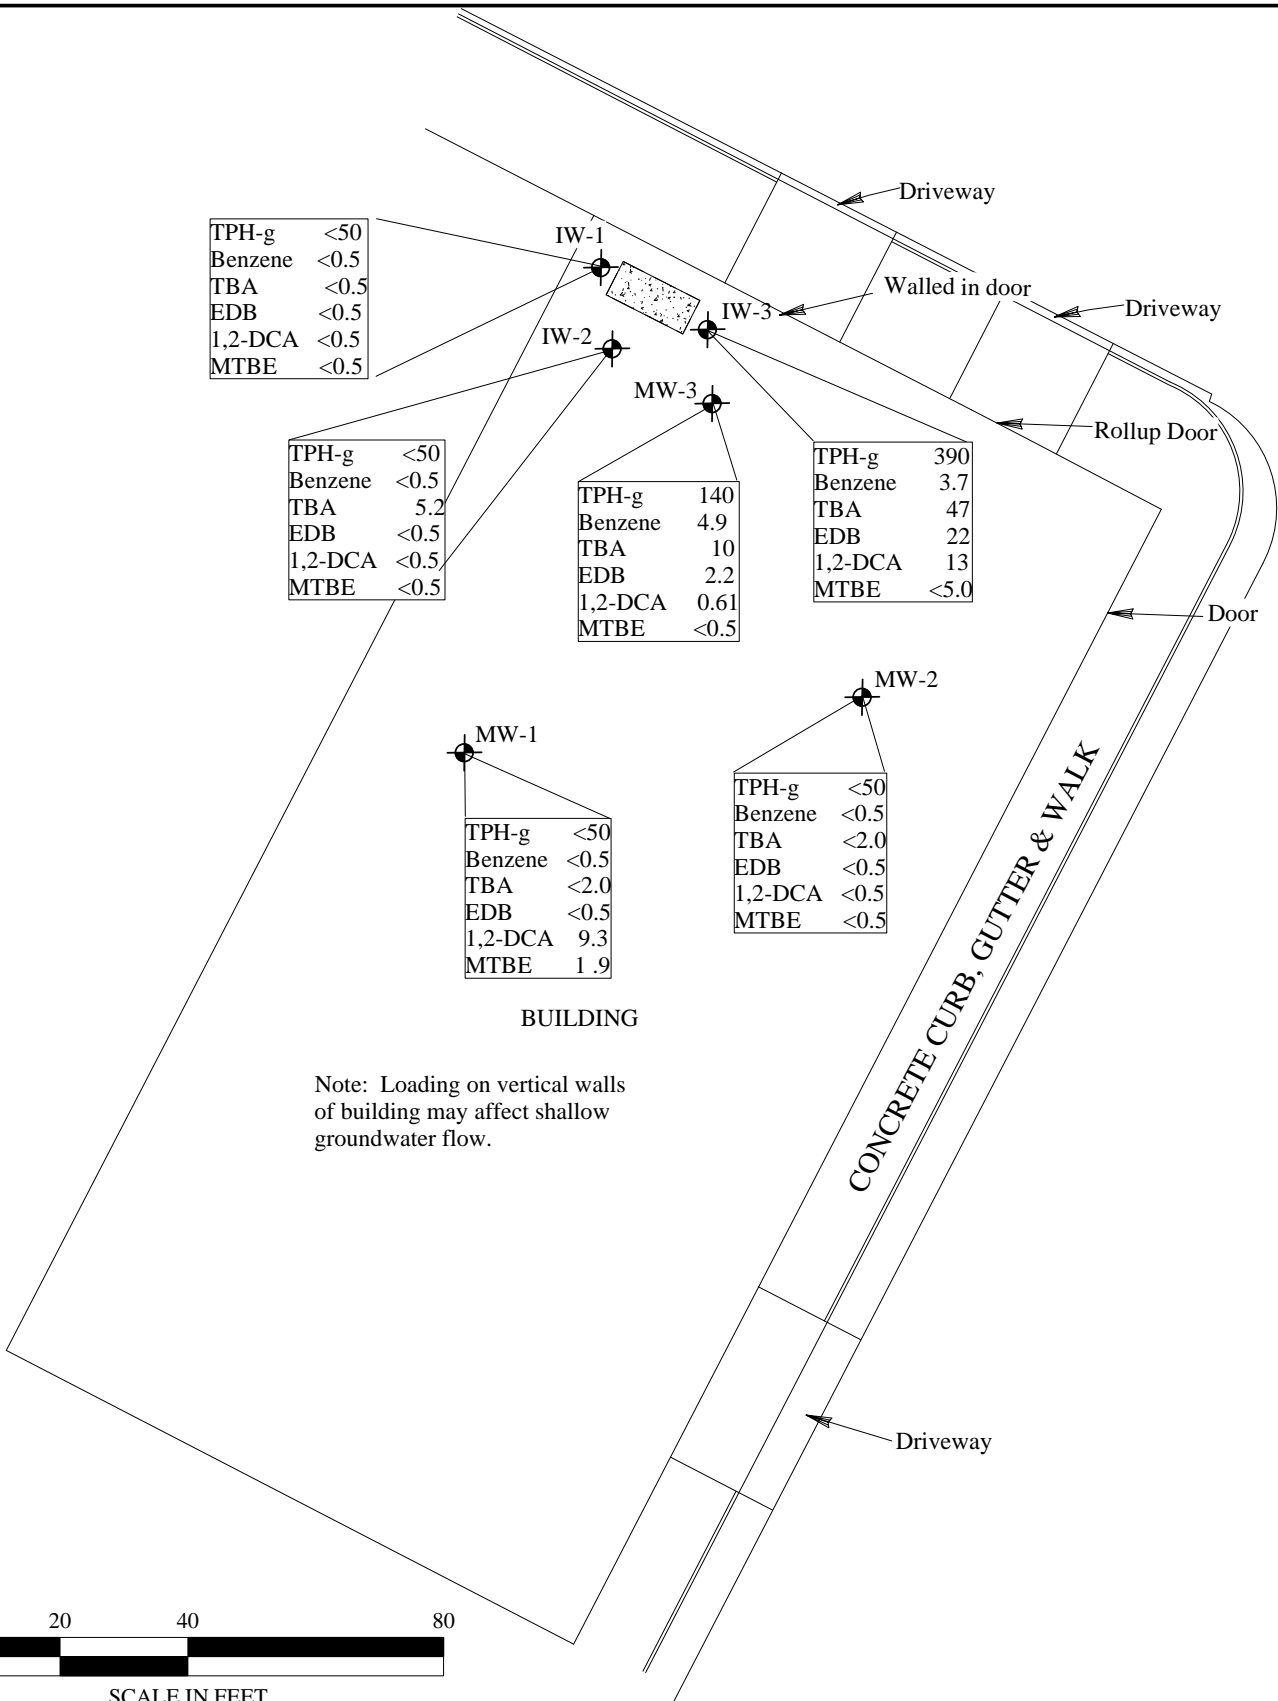 Driveway
IW-1
TPH-g <50
Benzene <0.5
TBA <0.5
EDB <0.5
1,2-DCA <0.5
MTBE <0.5
Walled in door
Driveway
IW-3
IW-2
MW-3
Rollup Door
TPH-g <50
Benzene <0.5
TBA 5.2
EDB <0.5
1,2-DCA <0.5
MTBE <0.5
TPH-g 140
Benzene 4.9
TBA 10
EDB 2.2
1,2-DCA 0.61
MTBE <0.5
TPH-g 390
Benzene 3.7
TBA 47
EDB 22
1,2-DCA 13
MTBE <5.0
Door
MW-2
MW-1
TPH-g <50
Benzene <0.5
TBA <2.0
EDB <0.5
1,2-DCA <0.5
MTBE <0.5
TPH-g <50
Benzene <0.5
TBA <2.0
EDB <0.5
1,2-DCA 9.3
MTBE 1 .9
CONCRETE CURB, GUTTER & WALK
BUILDING
Note: Loading on vertical walls
of building may affect shallow
groundwater flow.
Driveway
20 40 80
SCALE IN FEET